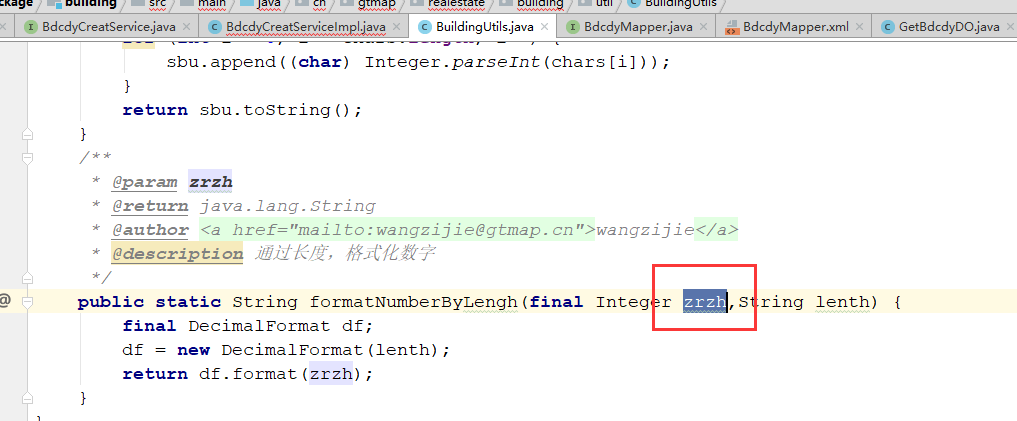 package building src main java cn gtmap realestate building util BuildingUtils
BdcdyCreatService.java BdcdyCreatServiceImpl.java BuildingUtils.java BdcdyMapper.java BdcdyMapper.xml GetBdcdyDO.java
sbu.append((char) Integer.parseInt(chars[i]));
}
return sbu.toString();
}
/**
* @param zrzh
* @return java.lang.String
* @author <a href="mailto:wangzijie@gtmap.cn">wangzijie</a>
* @description 通过长度，格式化数字
*/
@ public static String formatNumberByLengh(final Integer zrzh,String lenth) {
final DecimalFormat df;
df = new DecimalFormat(lenth);
return df.format(zrzh);
}